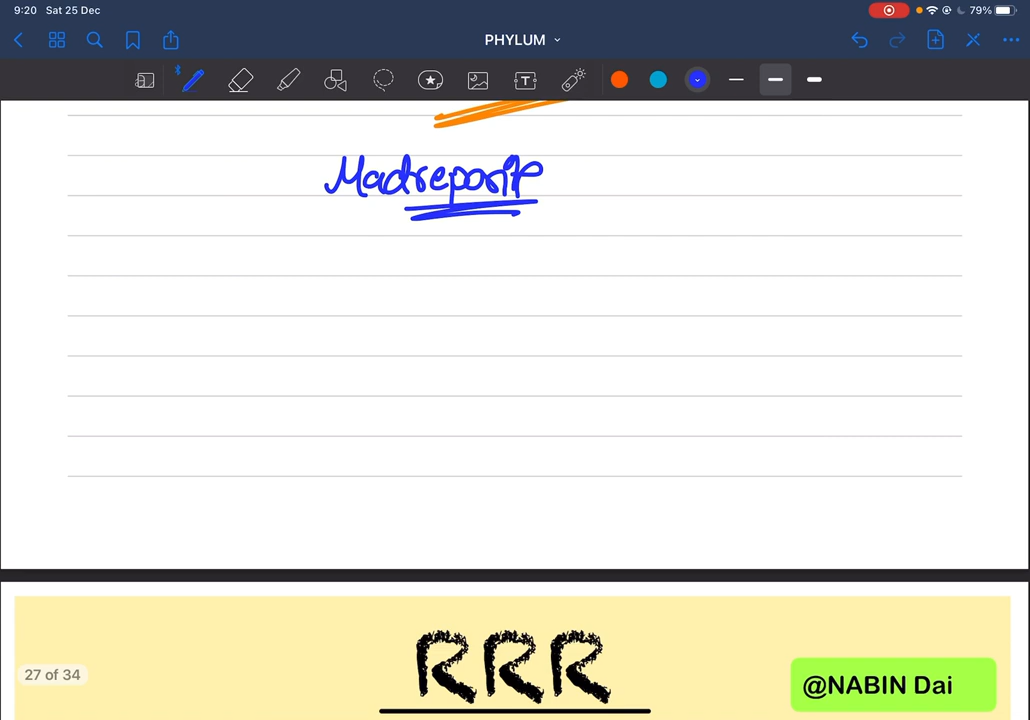 9:20 Sat 25 Dec
79%
PHYLUM
T
Madreporite
RRR
27 of 34
@NABIN Dai